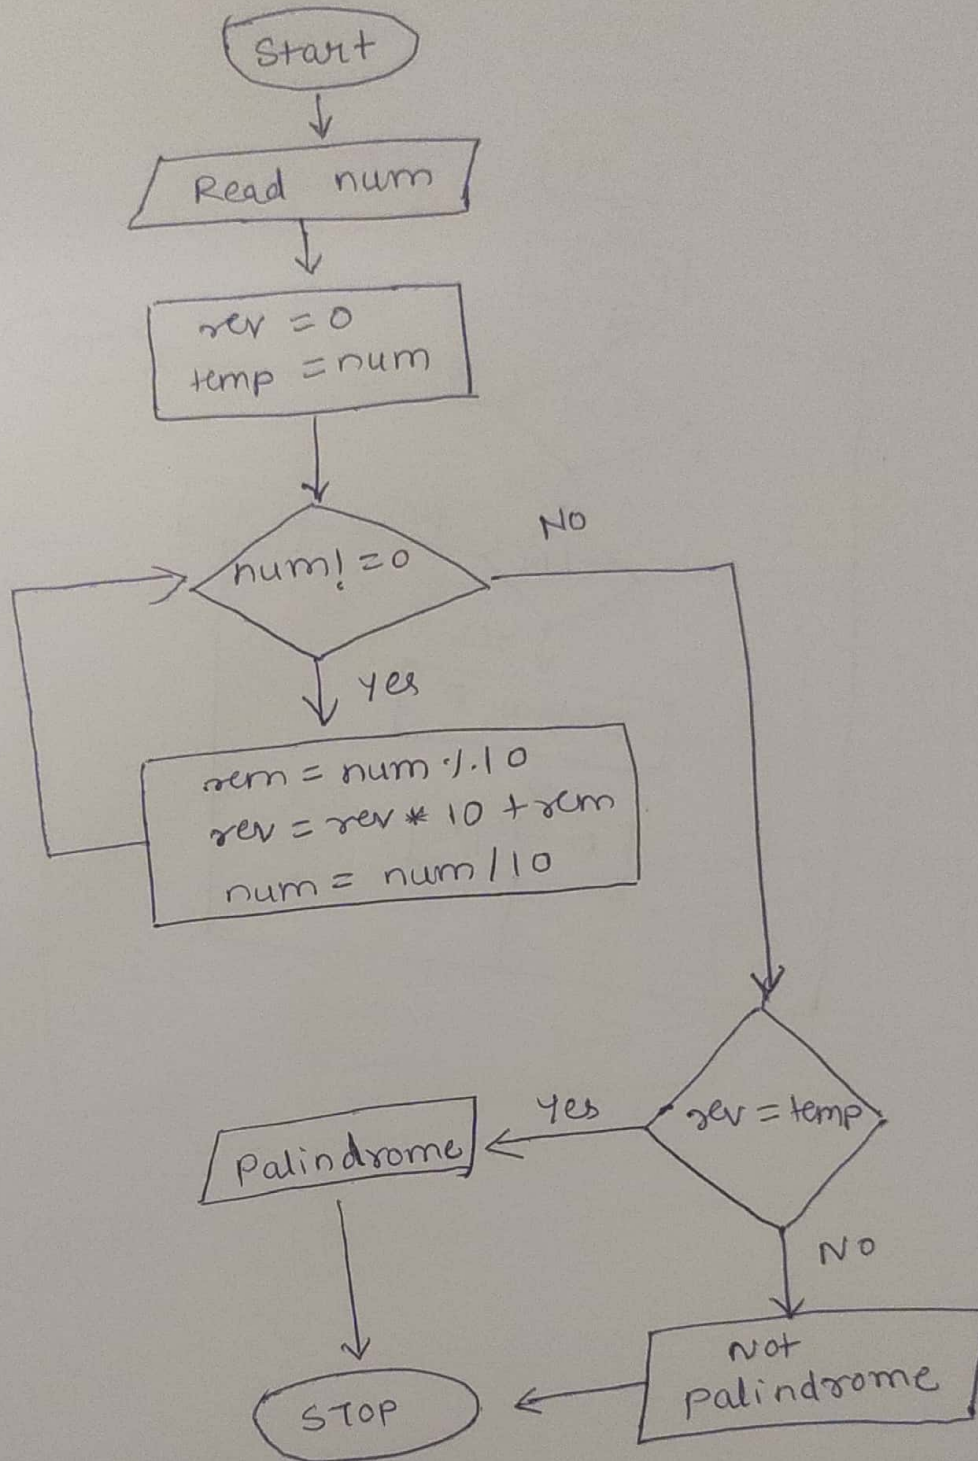 Start
Read num
rev = 0
temp = num
num! = 0
NO
yes
rem = num % 10
rev = rev * 10 + rem
num = num / 10
rev = temp
yes
Palindrome
NO
Not
palindrome
STOP